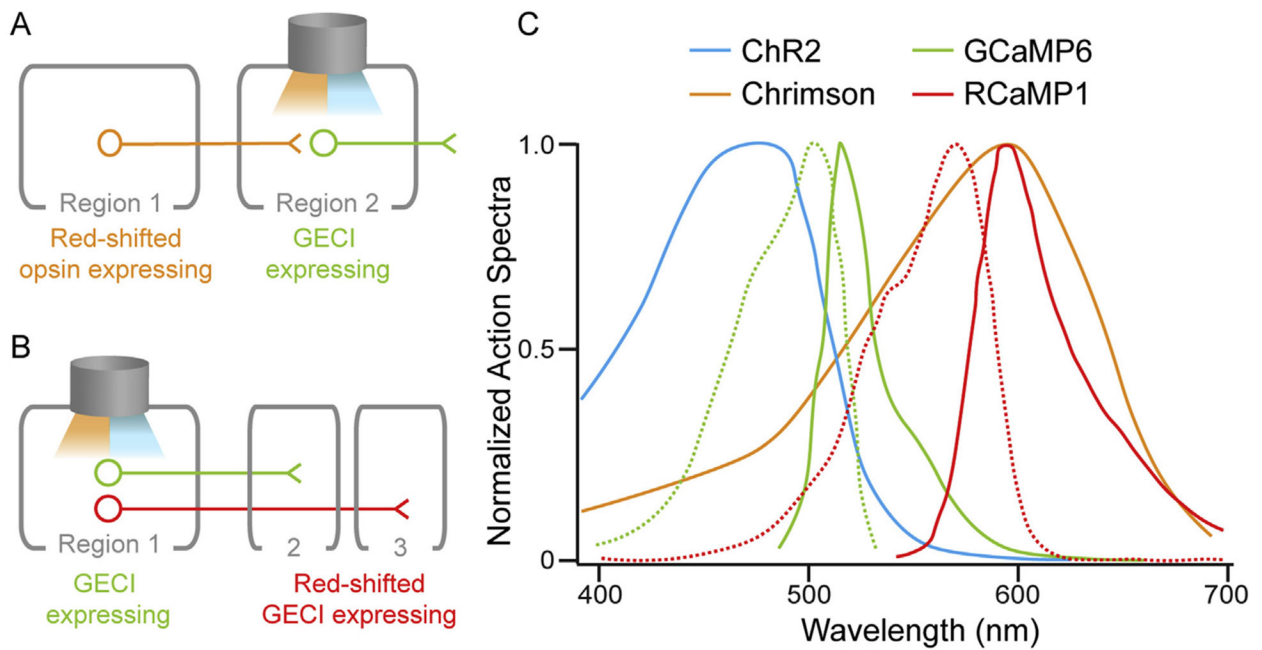 A
Region 1
Region 2
Red-shifted
opsin expressing
GECI
expressing
B
Region 1
2
3
GECI
expressing
Red-shifted
GECI expressing
C
ChR2
GCaMP6
Chrimson
RCaMP1
Normalized Action Spectra
1.0
0.5
0
400
500
600
700
Wavelength (nm)